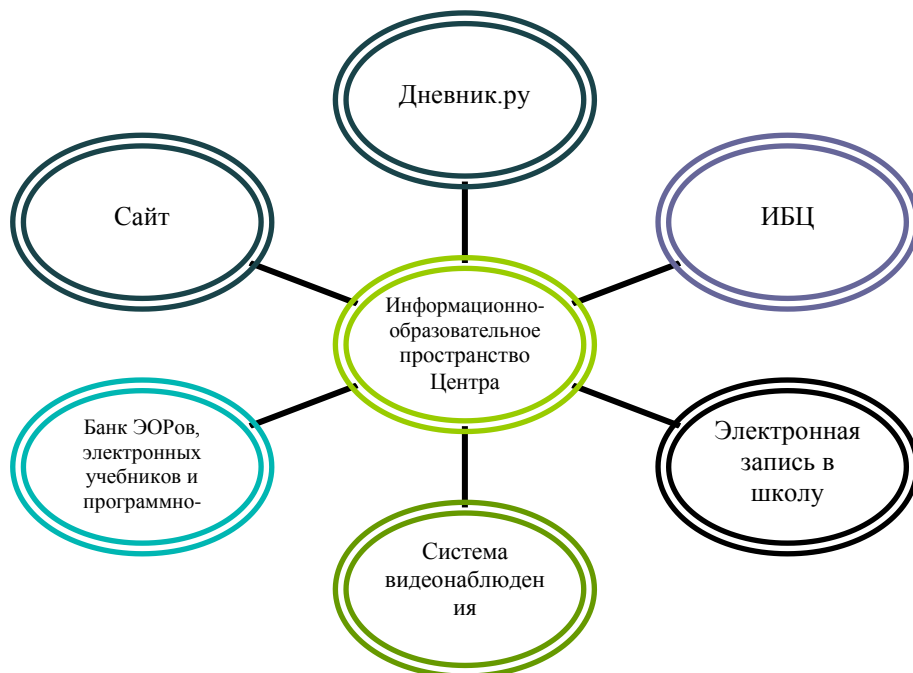 Дневник.ру
Сайт
ИБЦ
Информационно-
образовательное
пространство
Центра
Банк ЭОРов,
электронных
учебников и
программно-
Электронная
запись в
школу
Система
видеонаблюден
ия